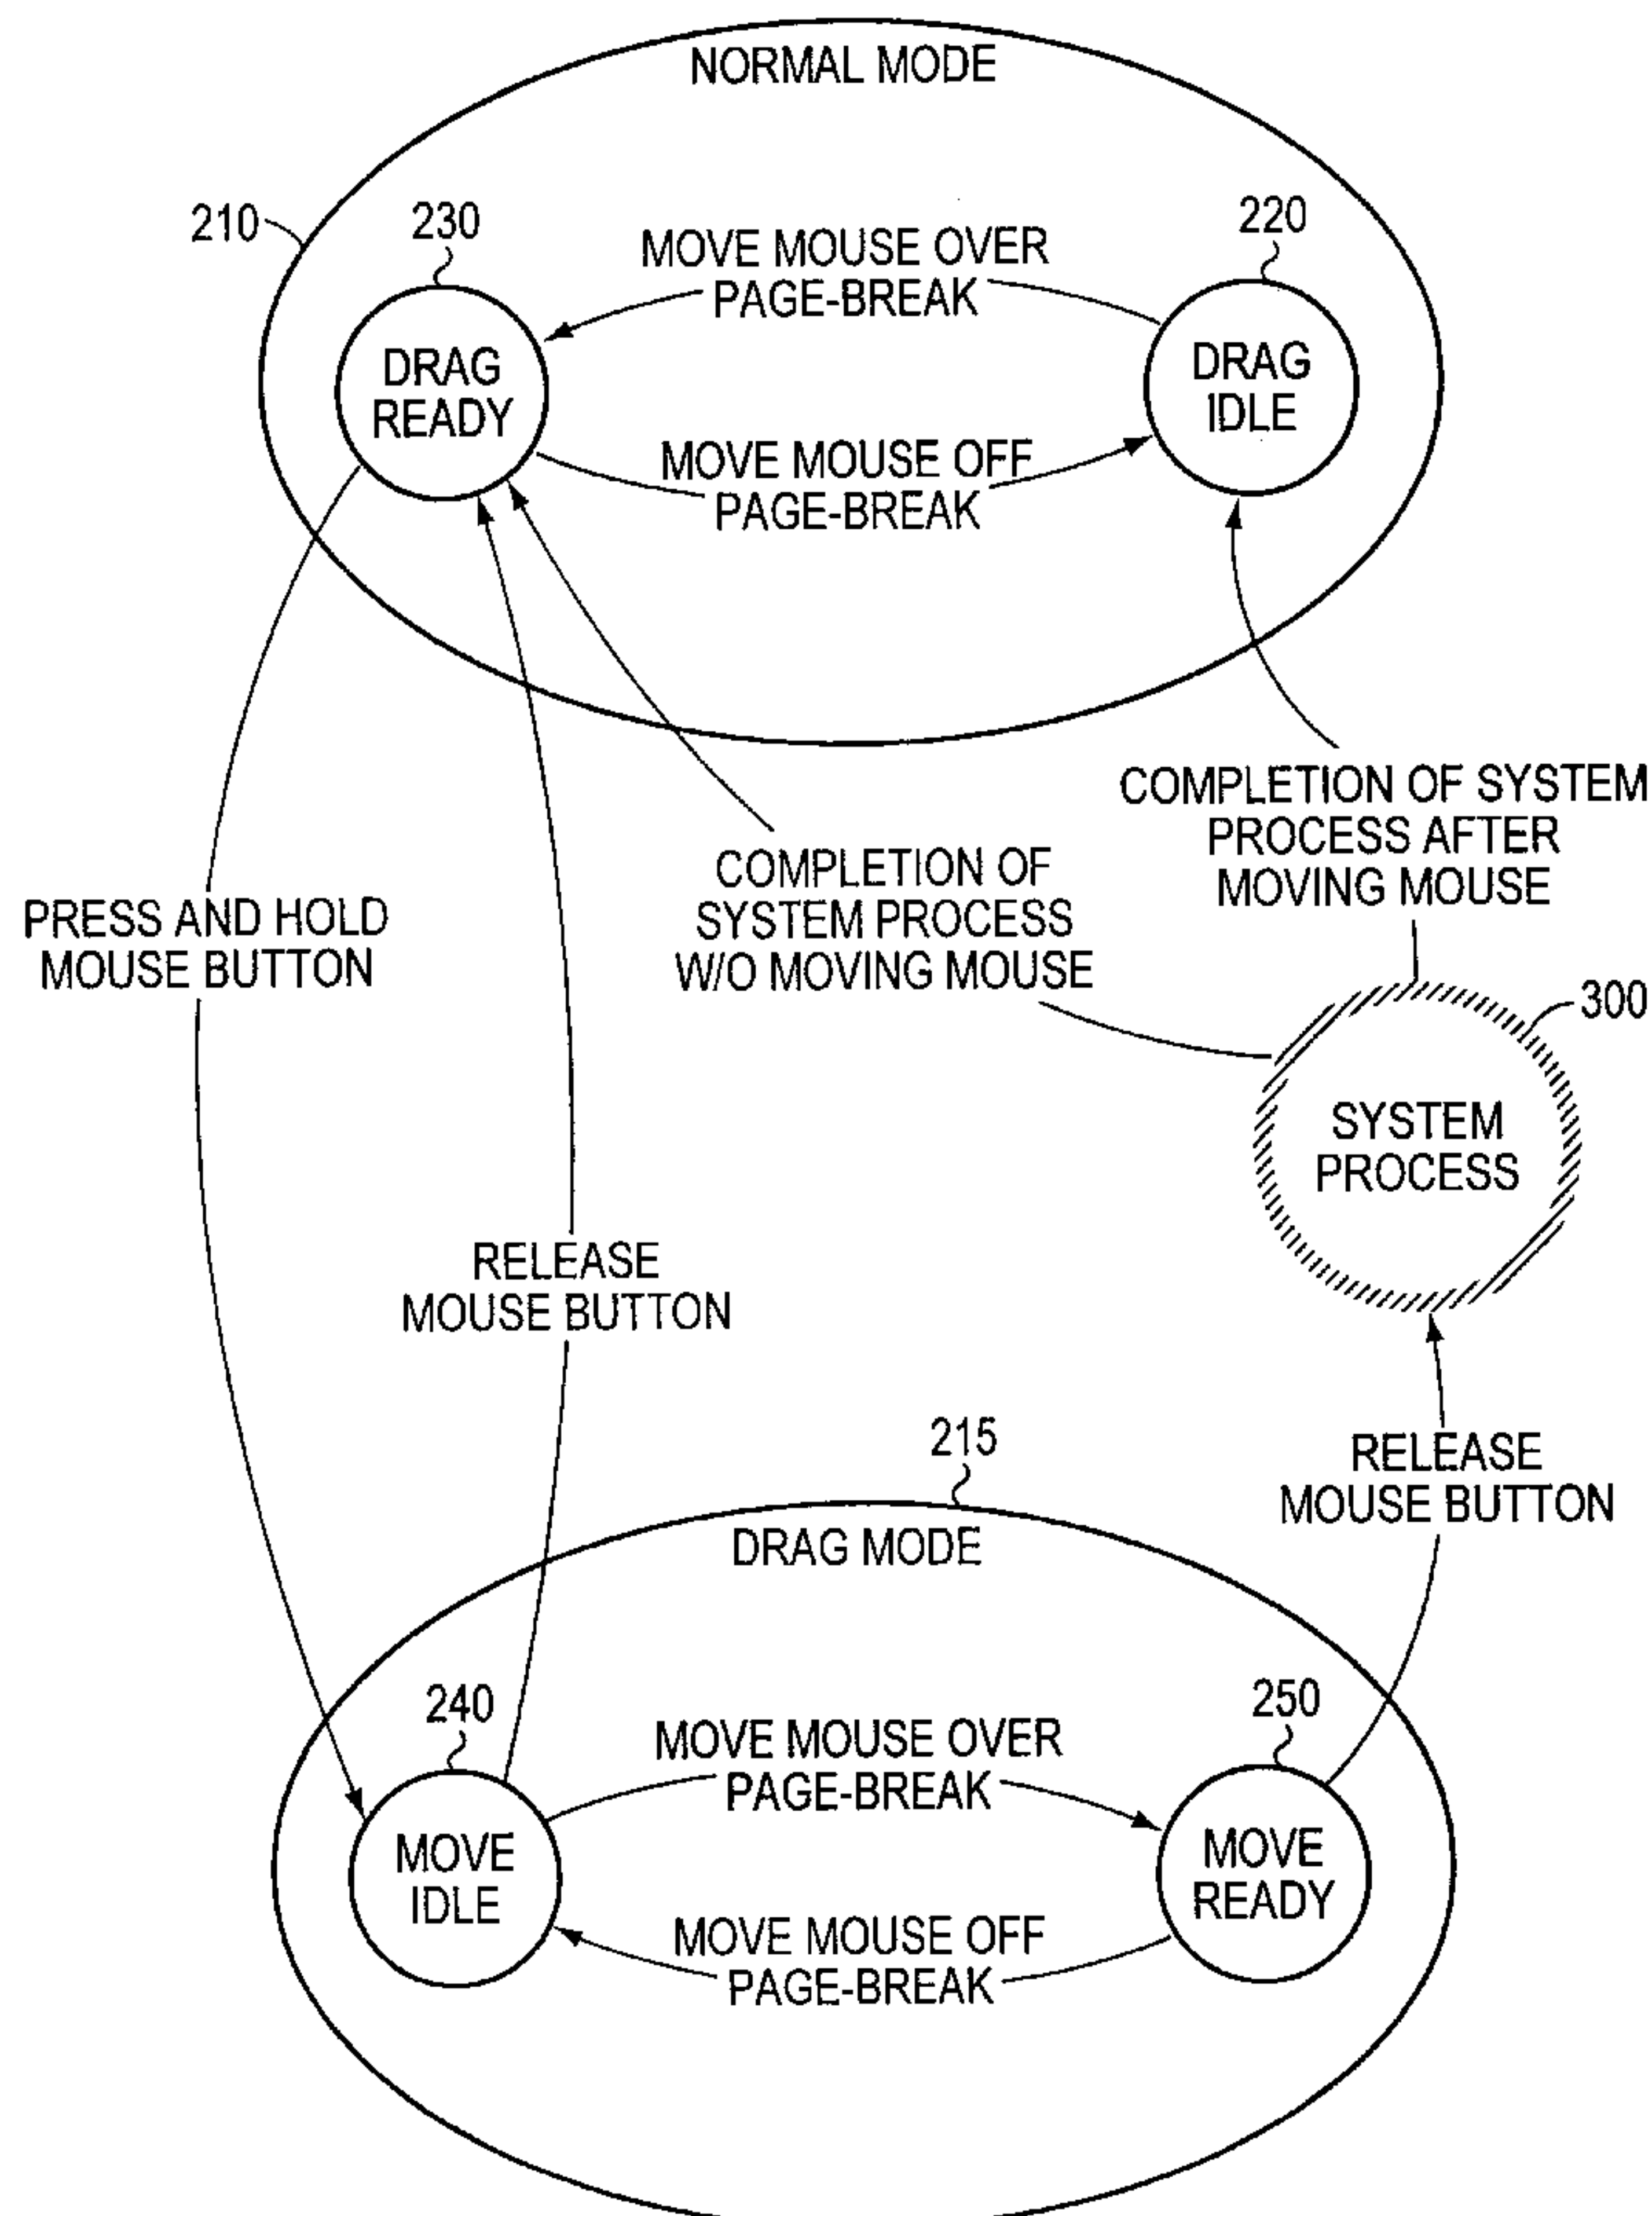 NORMAL MODE
210
230
220
MOVE MOUSE OVER
PAGE-BREAK
DRAG
READY
DRAG
IDLE
MOVE MOUSE OFF
PAGE-BREAK
COMPLETION OF SYSTEM
PROCESS AFTER
MOVING MOUSE
COMPLETION OF
SYSTEM PROCESS
W/O MOVING MOUSE
PRESS AND HOLD
MOUSE BUTTON
300
SYSTEM
PROCESS
RELEASE
MOUSE BUTTON
215
RELEASE
MOUSE BUTTON
DRAG MODE
240
250
MOVE MOUSE OVER
PAGE-BREAK
MOVE
IDLE
MOVE
READY
MOVE MOUSE OFF
PAGE-BREAK